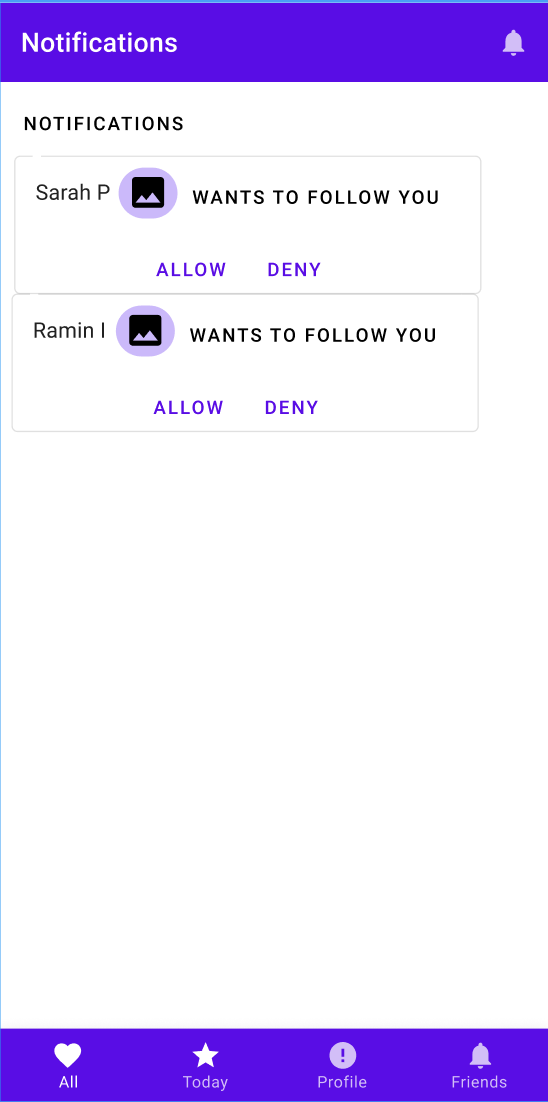 Notifications
NOTIFICATIONS
Sarah P WANTS TO FOLLOW YOU
ALLOW DENY
Ramin I WANTS TO FOLLOW YOU
ALLOW DENY
All Today Profile Friends